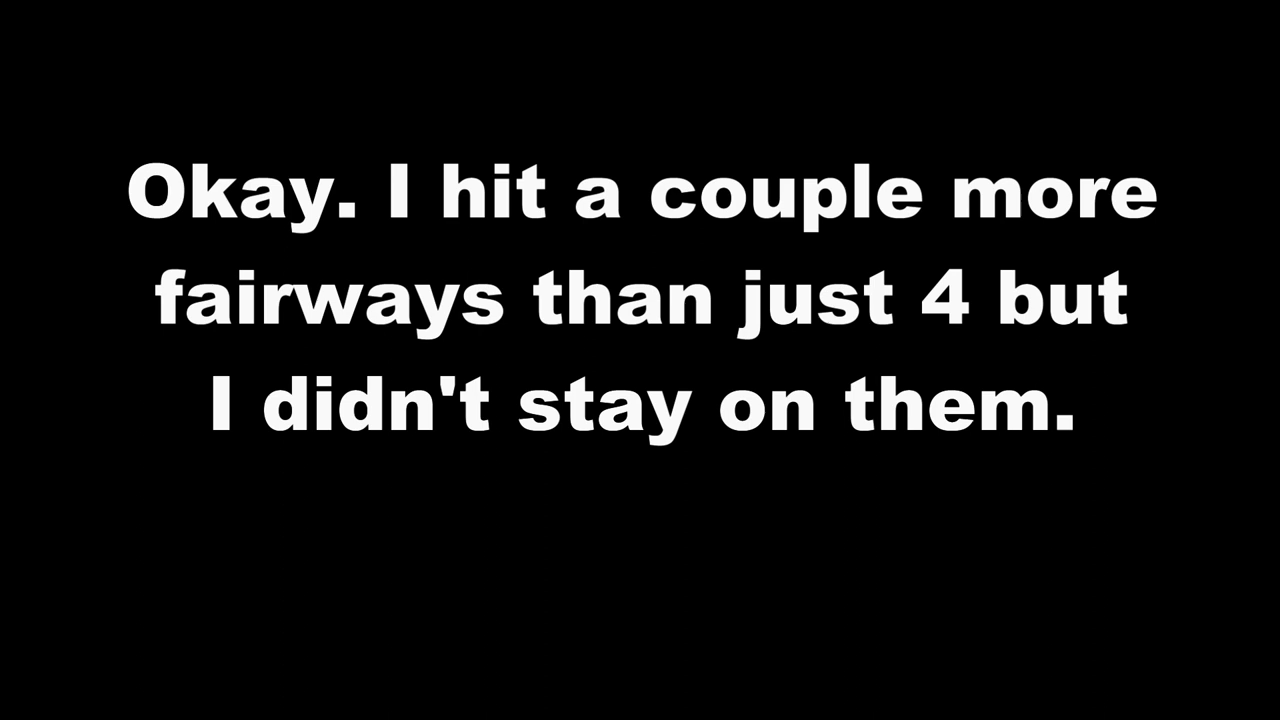 Okay. I hit a couple more
fairways than just 4 but
I didn't stay on them.